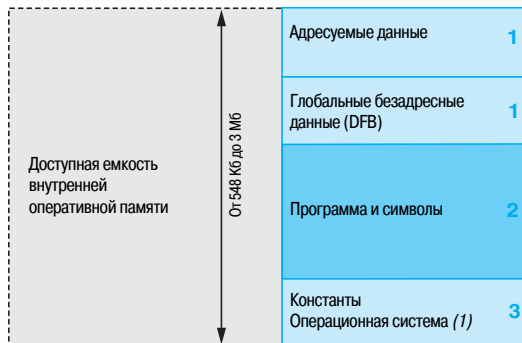 Адресуемые данные 1
Глобальные безадресные
данные (DFB) 1
Доступная емкость
внутренней
оперативной памяти
От 548 Кб до 3 Мб
Программа и символы 2
Константы
Операционная система (1) 3